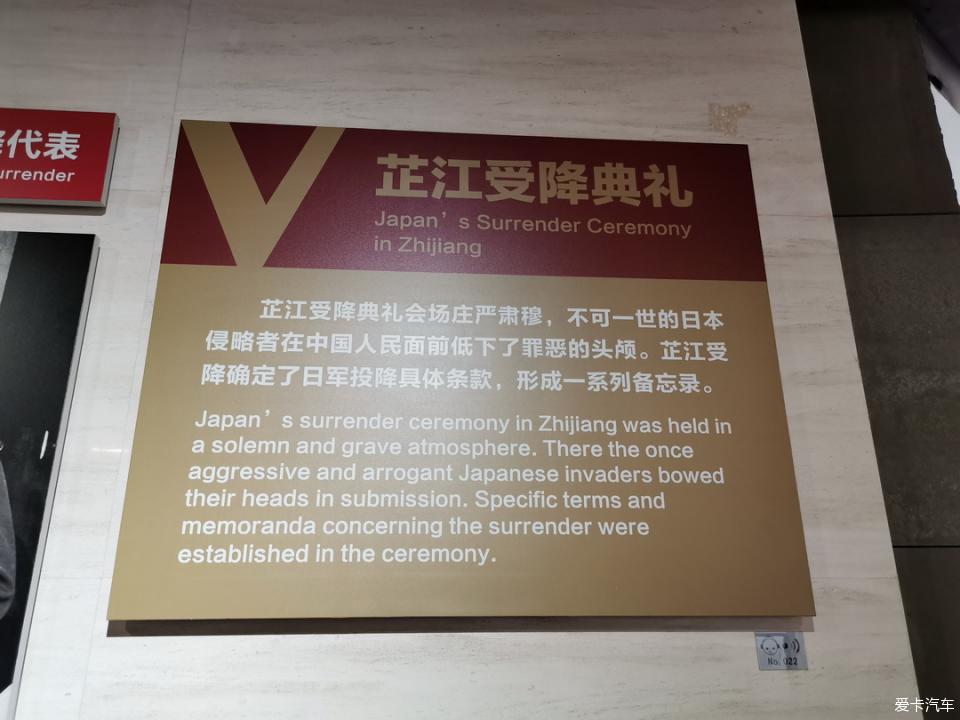 代表
urrender
芷江受降典礼
Japan’s Surrender Ceremony
in Zhijiang
芷江受降典礼会场庄严肃穆，不可一世的日本
侵略者在中国人民面前低下了罪恶的头颅。芷江受
降确定了日军投降具体条款，形成一系列备忘录。
Japan’s surrender ceremony in Zhijiang was held in
a solemn and grave atmosphere. There the once
aggressive and arrogant Japanese invaders bowed
their heads in submission. Specific terms and
memoranda concerning the surrender were
established in the ceremony.
No. 022
爱卡汽车